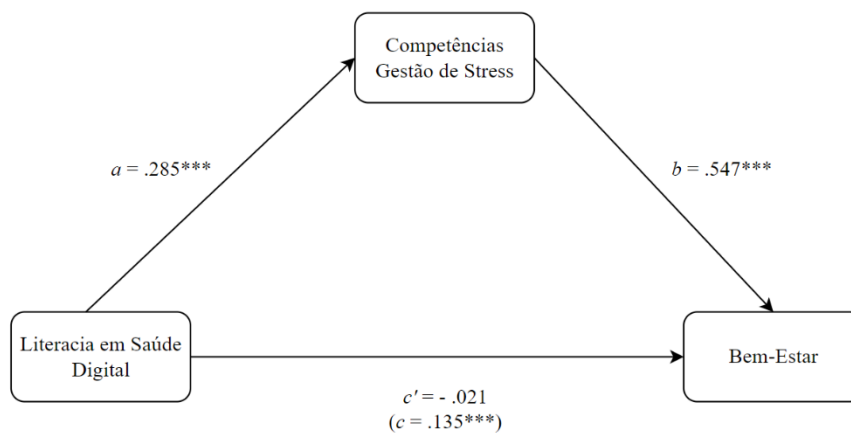 Competências
Gestão de Stress
a = .285***
b = .547***
Literacia em Saúde
Digital
Bem-Estar
c' = - .021
(c = .135***)